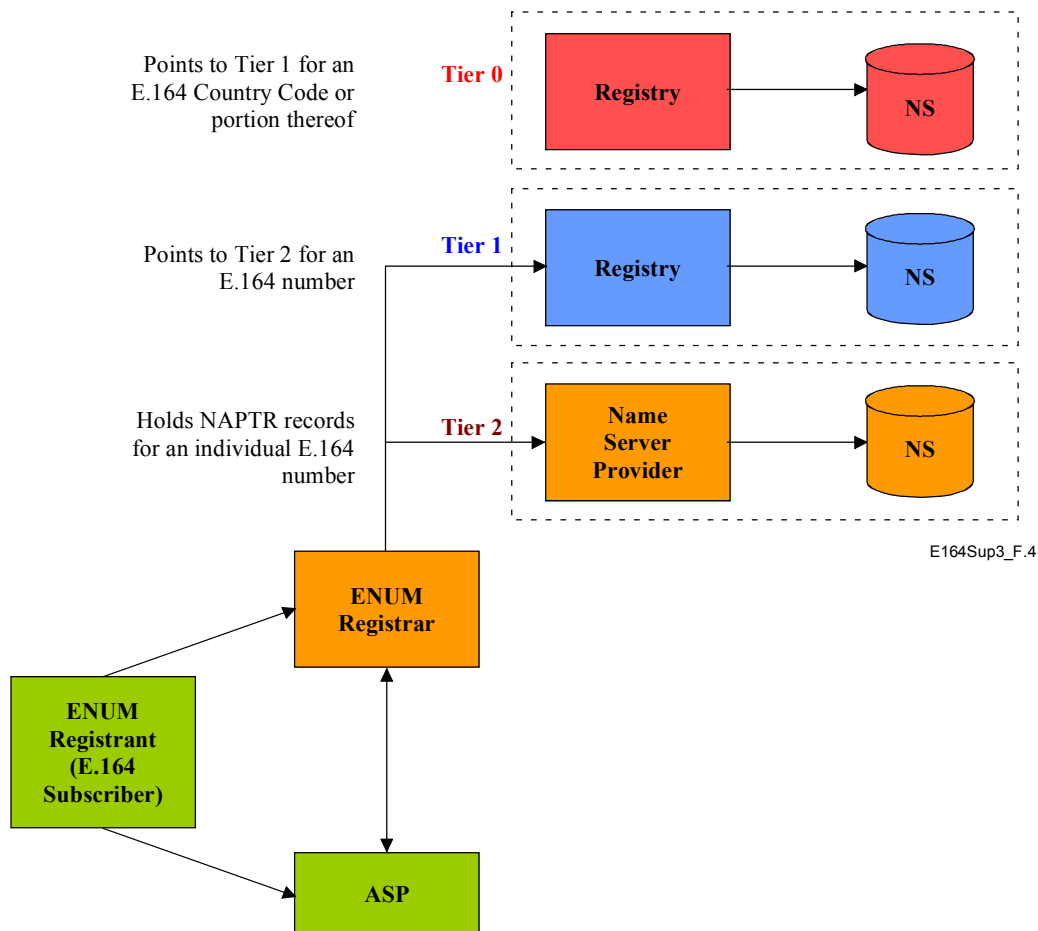 Points to Tier 1 for an
E.164 Country Code or
portion thereof
Tier 0
Registry
NS
Points to Tier 2 for an
E.164 number
Tier 1
Registry
NS
Holds NAPTR records
for an individual E.164
number
Tier 2
Name
Server
Provider
NS
E164Sup3_F.4
ENUM
Registrar
ENUM
Registrant
(E.164
Subscriber)
ASP